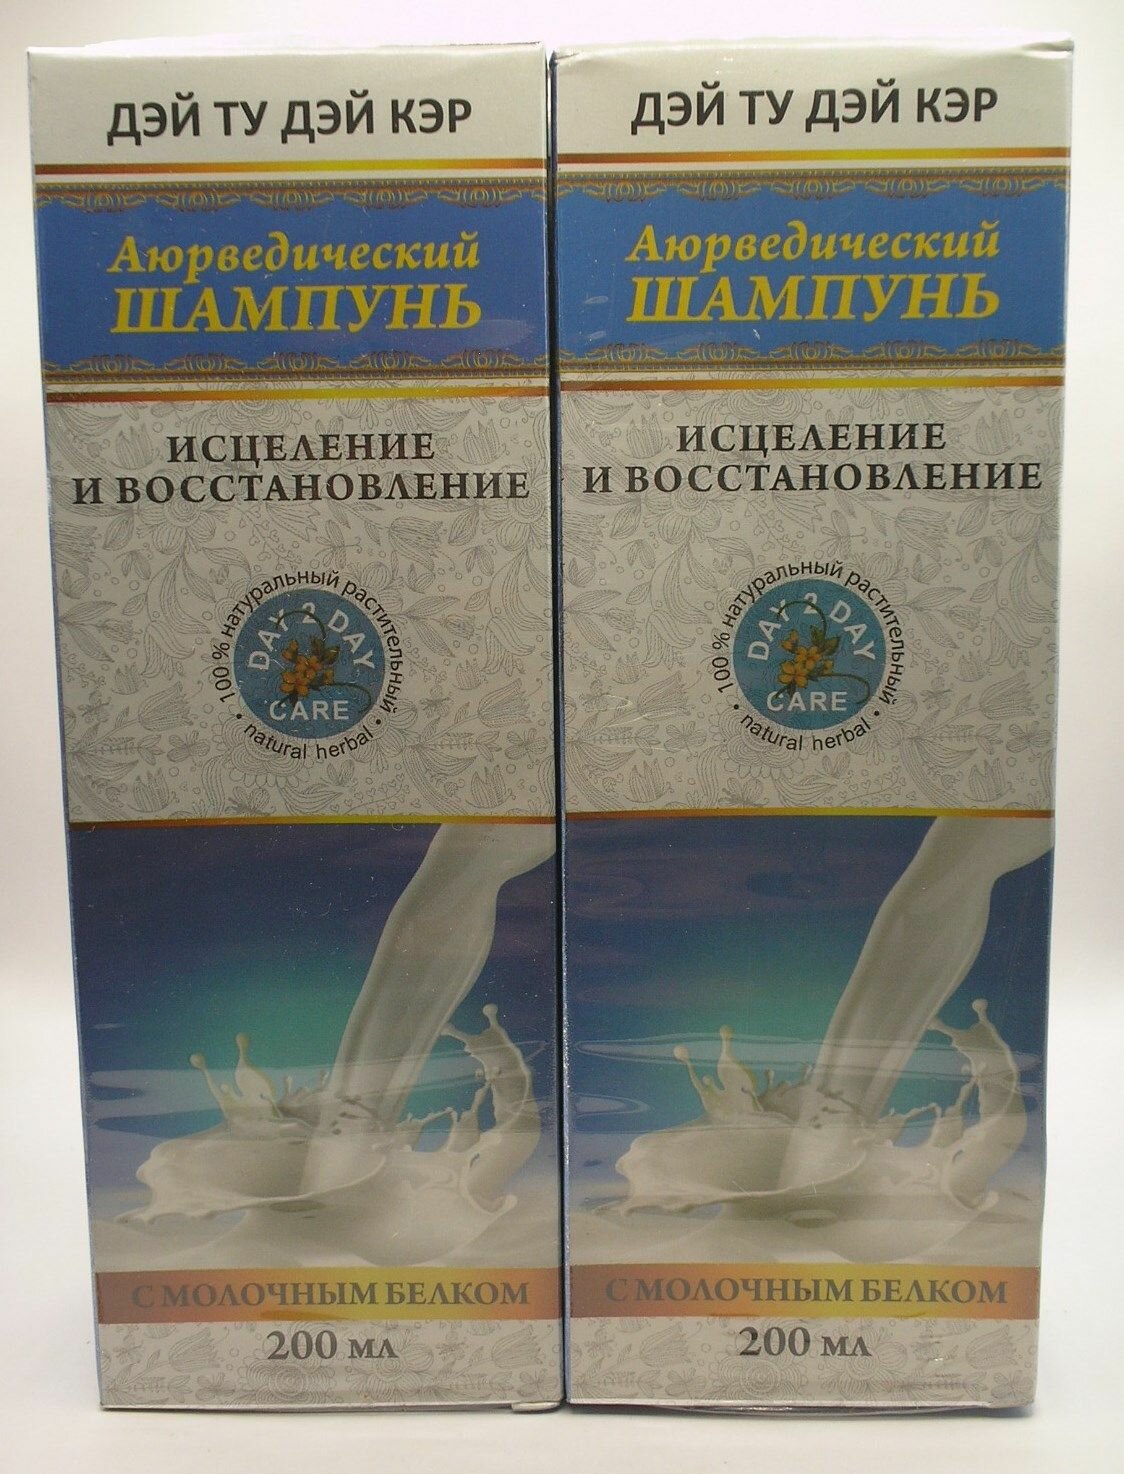 ДЭЙ ТУ ДЭЙ КЭР
Аюрведический
ШАМПУНЬ
ИСЦЕЛЕНИЕ
И ВОССТАНОВЛЕНИЕ
100 % натуральный растительный
DAY 2 DAY
CARE
natural herbal
С МОЛОЧНЫМ БЕЛКОМ
200 мл
ДЭЙ ТУ ДЭЙ КЭР
Аюрведический
ШАМПУНЬ
ИСЦЕЛЕНИЕ
И ВОССТАНОВЛЕНИЕ
100 % натуральный растительный
DAY 2 DAY
CARE
natural herbal
С МОЛОЧНЫМ БЕЛКОМ
200 мл